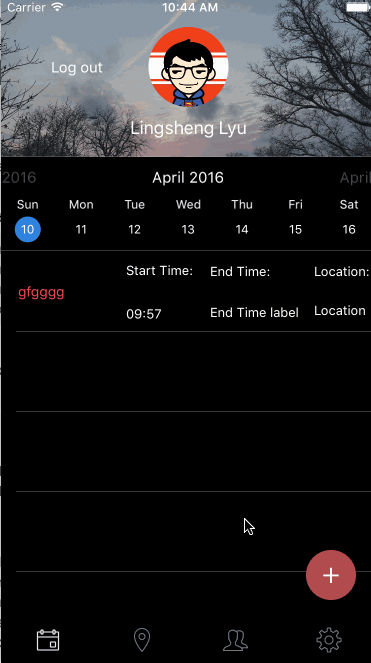 Carrier 10:44 AM
Log out
Lingsheng Lyu
2016 April 2016 April
Sun Mon Tue Wed Thu Fri Sat
10 11 12 13 14 15 16
Start Time: End Time: Location:
gfgggg
09:57 End Time label Location
+